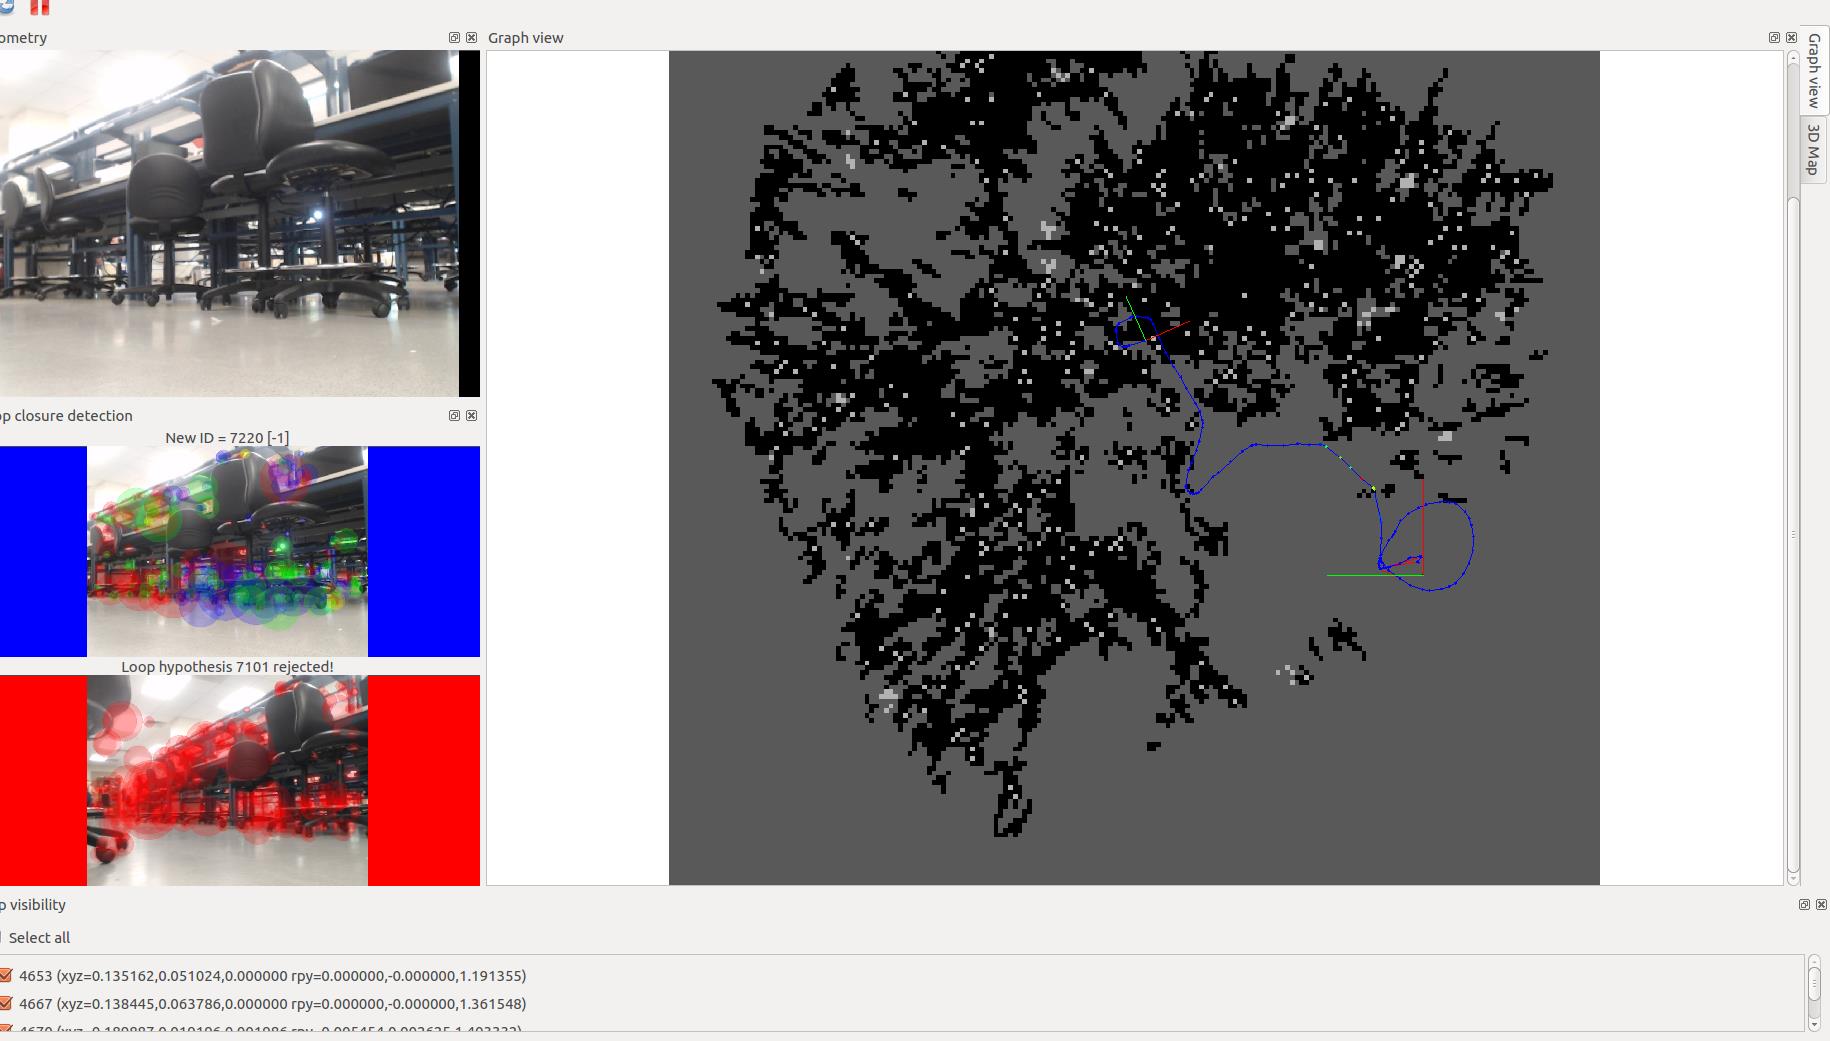 ometry
Graph view
Graph view
3D Map
op closure detection
New ID = 7220 [-1]
Loop hypothesis 7101 rejected!
p visibility
Select all
4653 (xyz=0.135162,0.051024,0.000000 rpy=0.000000,-0.000000,1.191355)
4667 (xyz=0.138445,0.063786,0.000000 rpy=0.000000,-0.000000,1.361548)